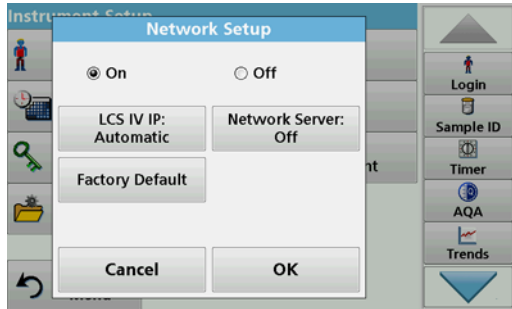 Instrument Setup
Network Setup
On
Off
LCS IV IP:
Automatic
Network Server:
Off
Factory Default
Cancel
OK
Login
Sample ID
Timer
AQA
Trends